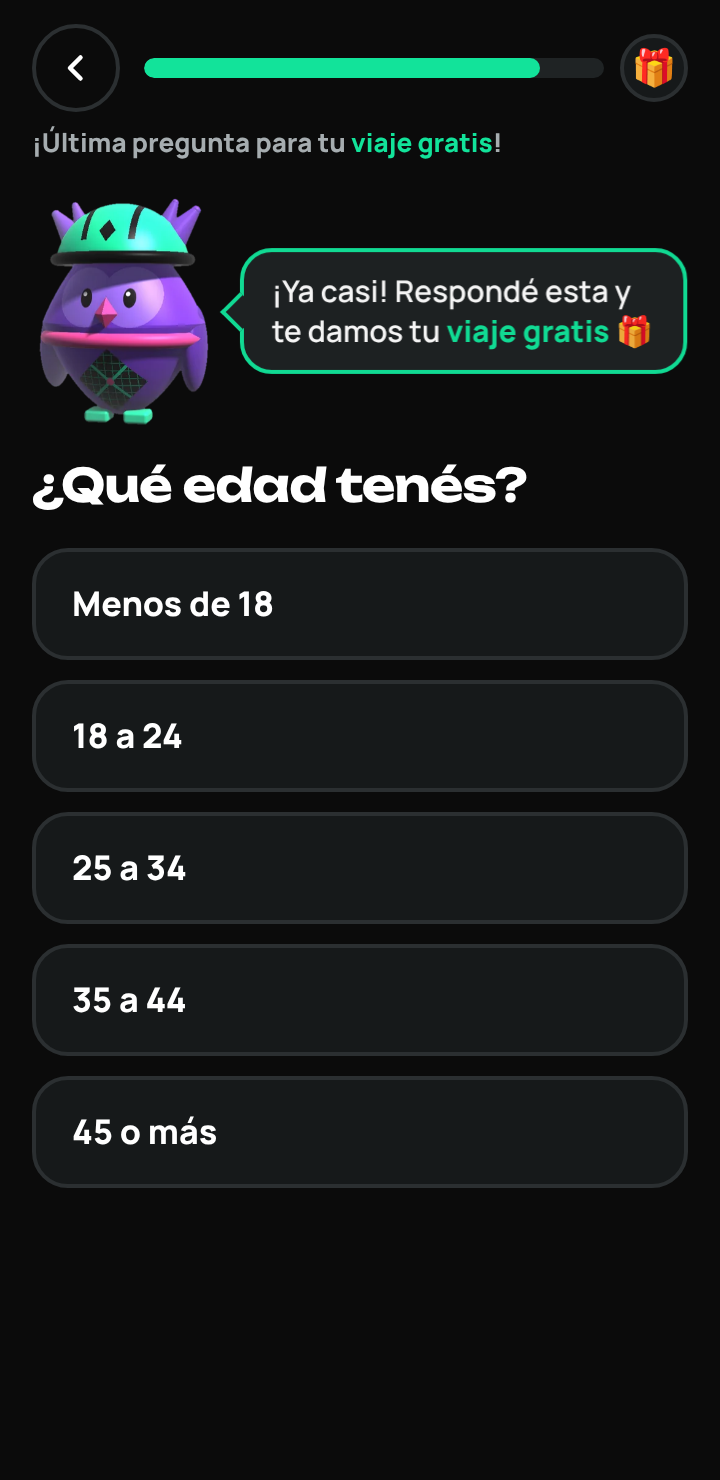 ¡Última pregunta para tu viaje gratis!
¡Ya casi! Respondé esta y
te damos tu viaje gratis 🎁
¿Qué edad tenés?
Menos de 18
18 a 24
25 a 34
35 a 44
45 o más